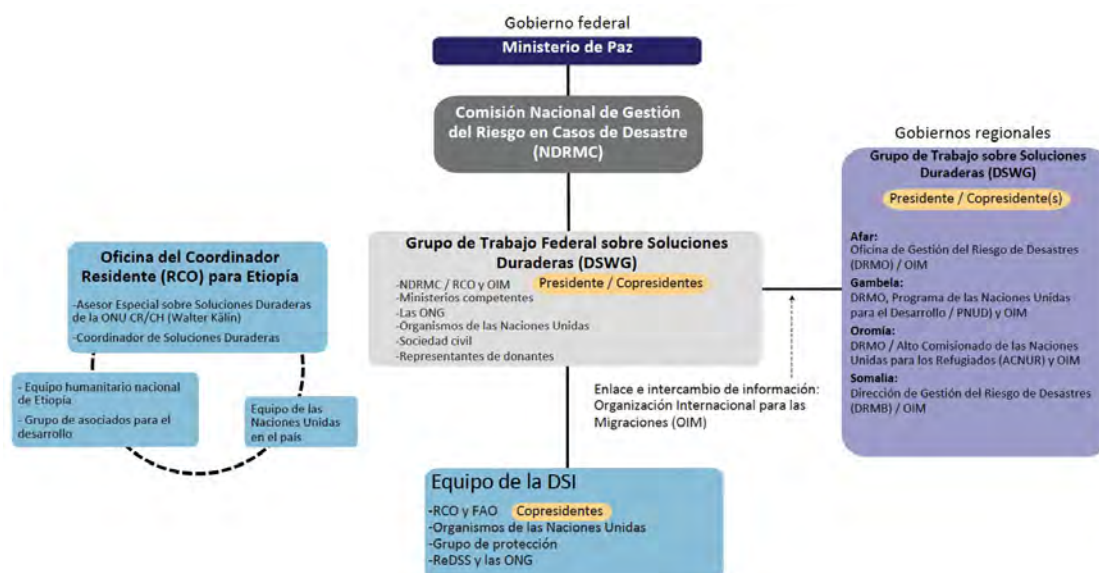 Gobierno federal
Ministerio de Paz
Comisión Nacional de Gestión
del Riesgo en Casos de Desastre
(NDRMC)
Gobiernos regionales
Grupo de Trabajo sobre Soluciones
Duraderas (DSWG)
Presidente / Copresidente(s)
Afar:
Oficina de Gestión del Riesgo de Desastres
(DRMO) / OIM
Gambela:
DRMO, Programa de las Naciones Unidas
para el Desarrollo / PNUD) y OIM
Oromía:
DRMO / Alto Comisionado de las Naciones
Unidas para los Refugiados (ACNUR) y OIM
Somalia:
Dirección de Gestión del Riesgo de Desastres
(DRMB) / OIM
Grupo de Trabajo Federal sobre Soluciones
Duraderas (DSWG)
-NDRMC / RCO y OIM Presidente / Copresidentes
-Ministerios competentes
-Las ONG
-Organismos de las Naciones Unidas
-Sociedad civil
-Representantes de donantes
Oficina del Coordinador
Residente (RCO) para Etiopía
-Asesor Especial sobre Soluciones Duraderas
de la ONU CR/CH (Walter Kälin)
-Coordinador de Soluciones Duraderas
- Equipo humanitario nacional
de Etiopía
- Grupo de asociados para el
desarrollo
Equipo de las
Naciones Unidas
en el país
Enlace e intercambio de información:
Organización Internacional para las
Migraciones (OIM)
Equipo de la DSI
-RCO y FAO Copresidentes
-Organismos de las Naciones Unidas
-Grupo de protección
-ReDSS y las ONG